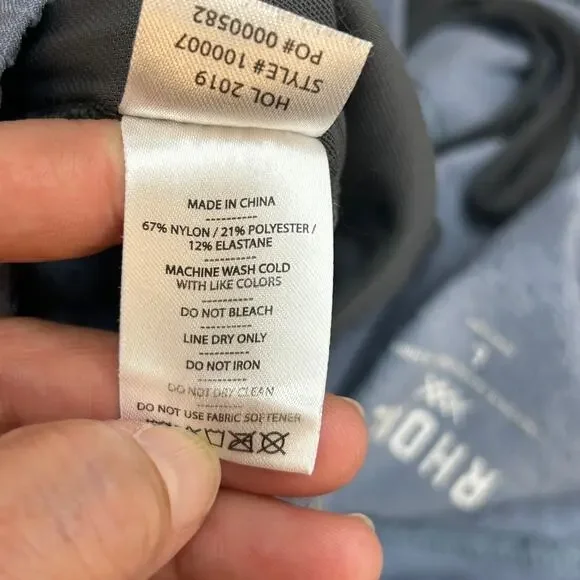 HOL 2019
STYLE# 100007
PO# 0000582
MADE IN CHINA
----------
67% NYLON / 21% POLYESTER /
12% ELASTANE
----------
MACHINE WASH COLD
WITH LIKE COLORS
----------
DO NOT BLEACH
----------
LINE DRY ONLY
----------
DO NOT IRON
----------
DO NOT DRY CLEAN
----------
DO NOT USE FABRIC SOFTENER
RHO